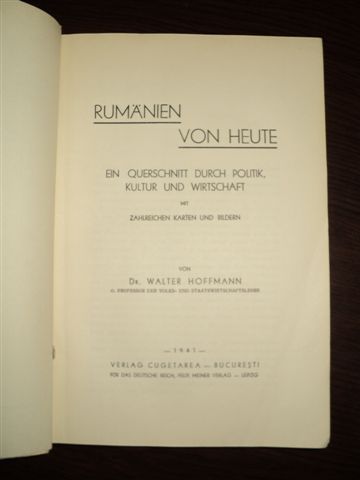 RUMÄNIEN
VON HEUTE
EIN QUERSCHNITT DURCH POLITIK,
KULTUR UND WIRTSCHAFT
MIT
ZAHLREICHEN KARTEN UND BILDERN
VON
DR. WALTER HOFFMANN
O. PROFESSOR DER VOLKS- UND STAATSWIRTSCHAFTSLEHRE
— 1941 —
VERLAG CUGETAREA — BUCUREȘTI
FÜR DAS DEUTSCHE REICH, FELIX MEINER VERLAG — LEIPZIG